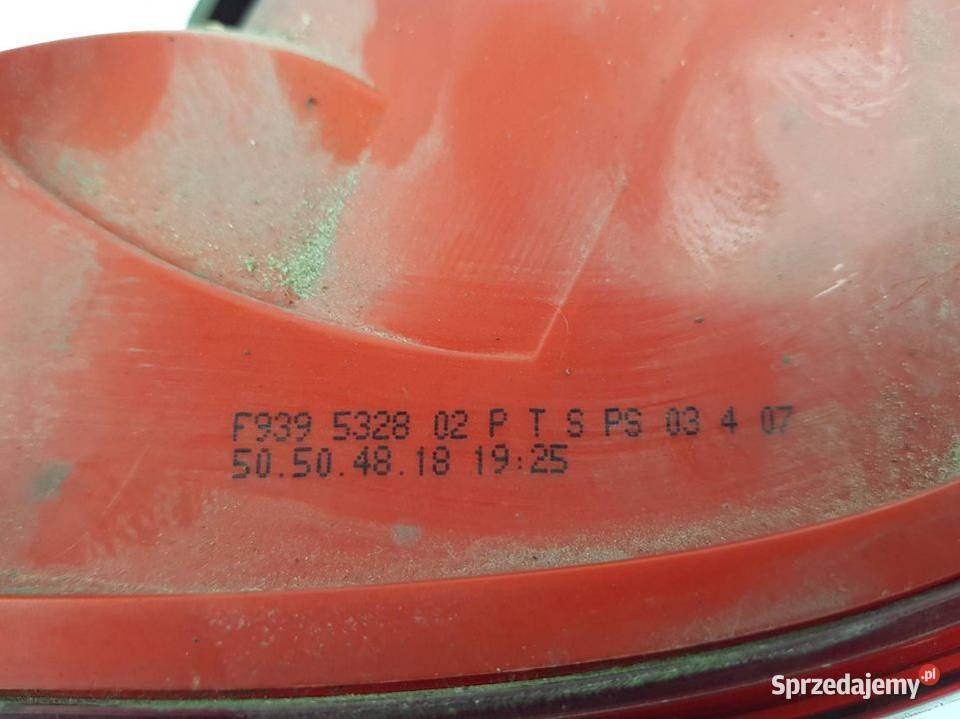 F939 5328 02 P T S PS 03 4 07
50.50.48.18 19:25
Sprzedajemy.pl